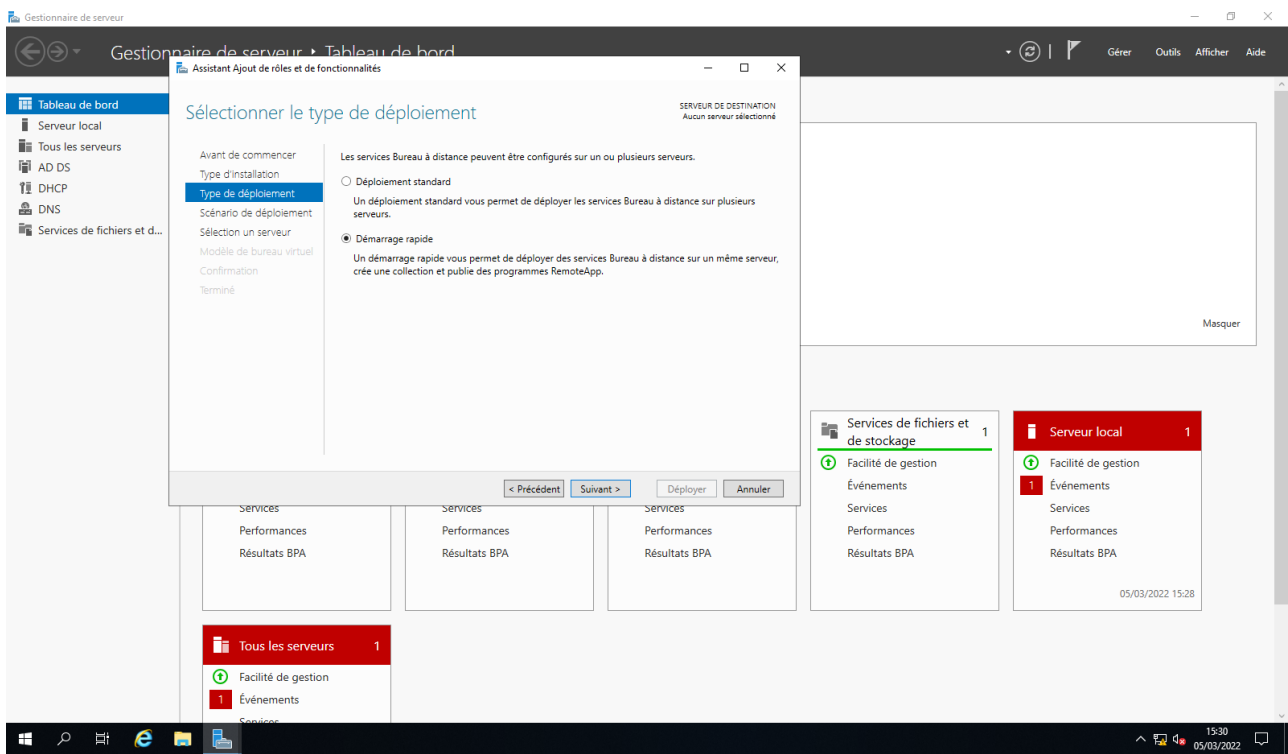 Gestionnaire de serveur
Gestionnaire de serveur • Tableau de bord
Gérer
Outils
Afficher
Aide
Tableau de bord
Serveur local
Tous les serveurs
AD DS
DHCP
DNS
Services de fichiers et d...
Assistant Ajout de rôles et de fonctionnalités
Sélectionner le type de déploiement
SERVEUR DE DESTINATION
Aucun serveur sélectionné
Avant de commencer
Type d'installation
Type de déploiement
Scénario de déploiement
Sélection un serveur
Modèle de bureau virtuel
Confirmation
Terminé
Les services Bureau à distance peuvent être configurés sur un ou plusieurs serveurs.
Déploiement standard
Un déploiement standard vous permet de déployer les services Bureau à distance sur plusieurs
serveurs.
Démarrage rapide
Un démarrage rapide vous permet de déployer des services Bureau à distance sur un même serveur,
crée une collection et publie des programmes RemoteApp.
< Précédent
Suivant >
Déployer
Annuler
Masquer
Services
Performances
Résultats BPA
Services
Performances
Résultats BPA
Services
Performances
Résultats BPA
Services de fichiers et
de stockage
1
Facilité de gestion
Événements
Services
Performances
Résultats BPA
Serveur local
1
Facilité de gestion
1 Événements
Services
Performances
Résultats BPA
05/03/2022 15:28
Tous les serveurs
1
Facilité de gestion
1 Événements
Services
15:30
05/03/2022